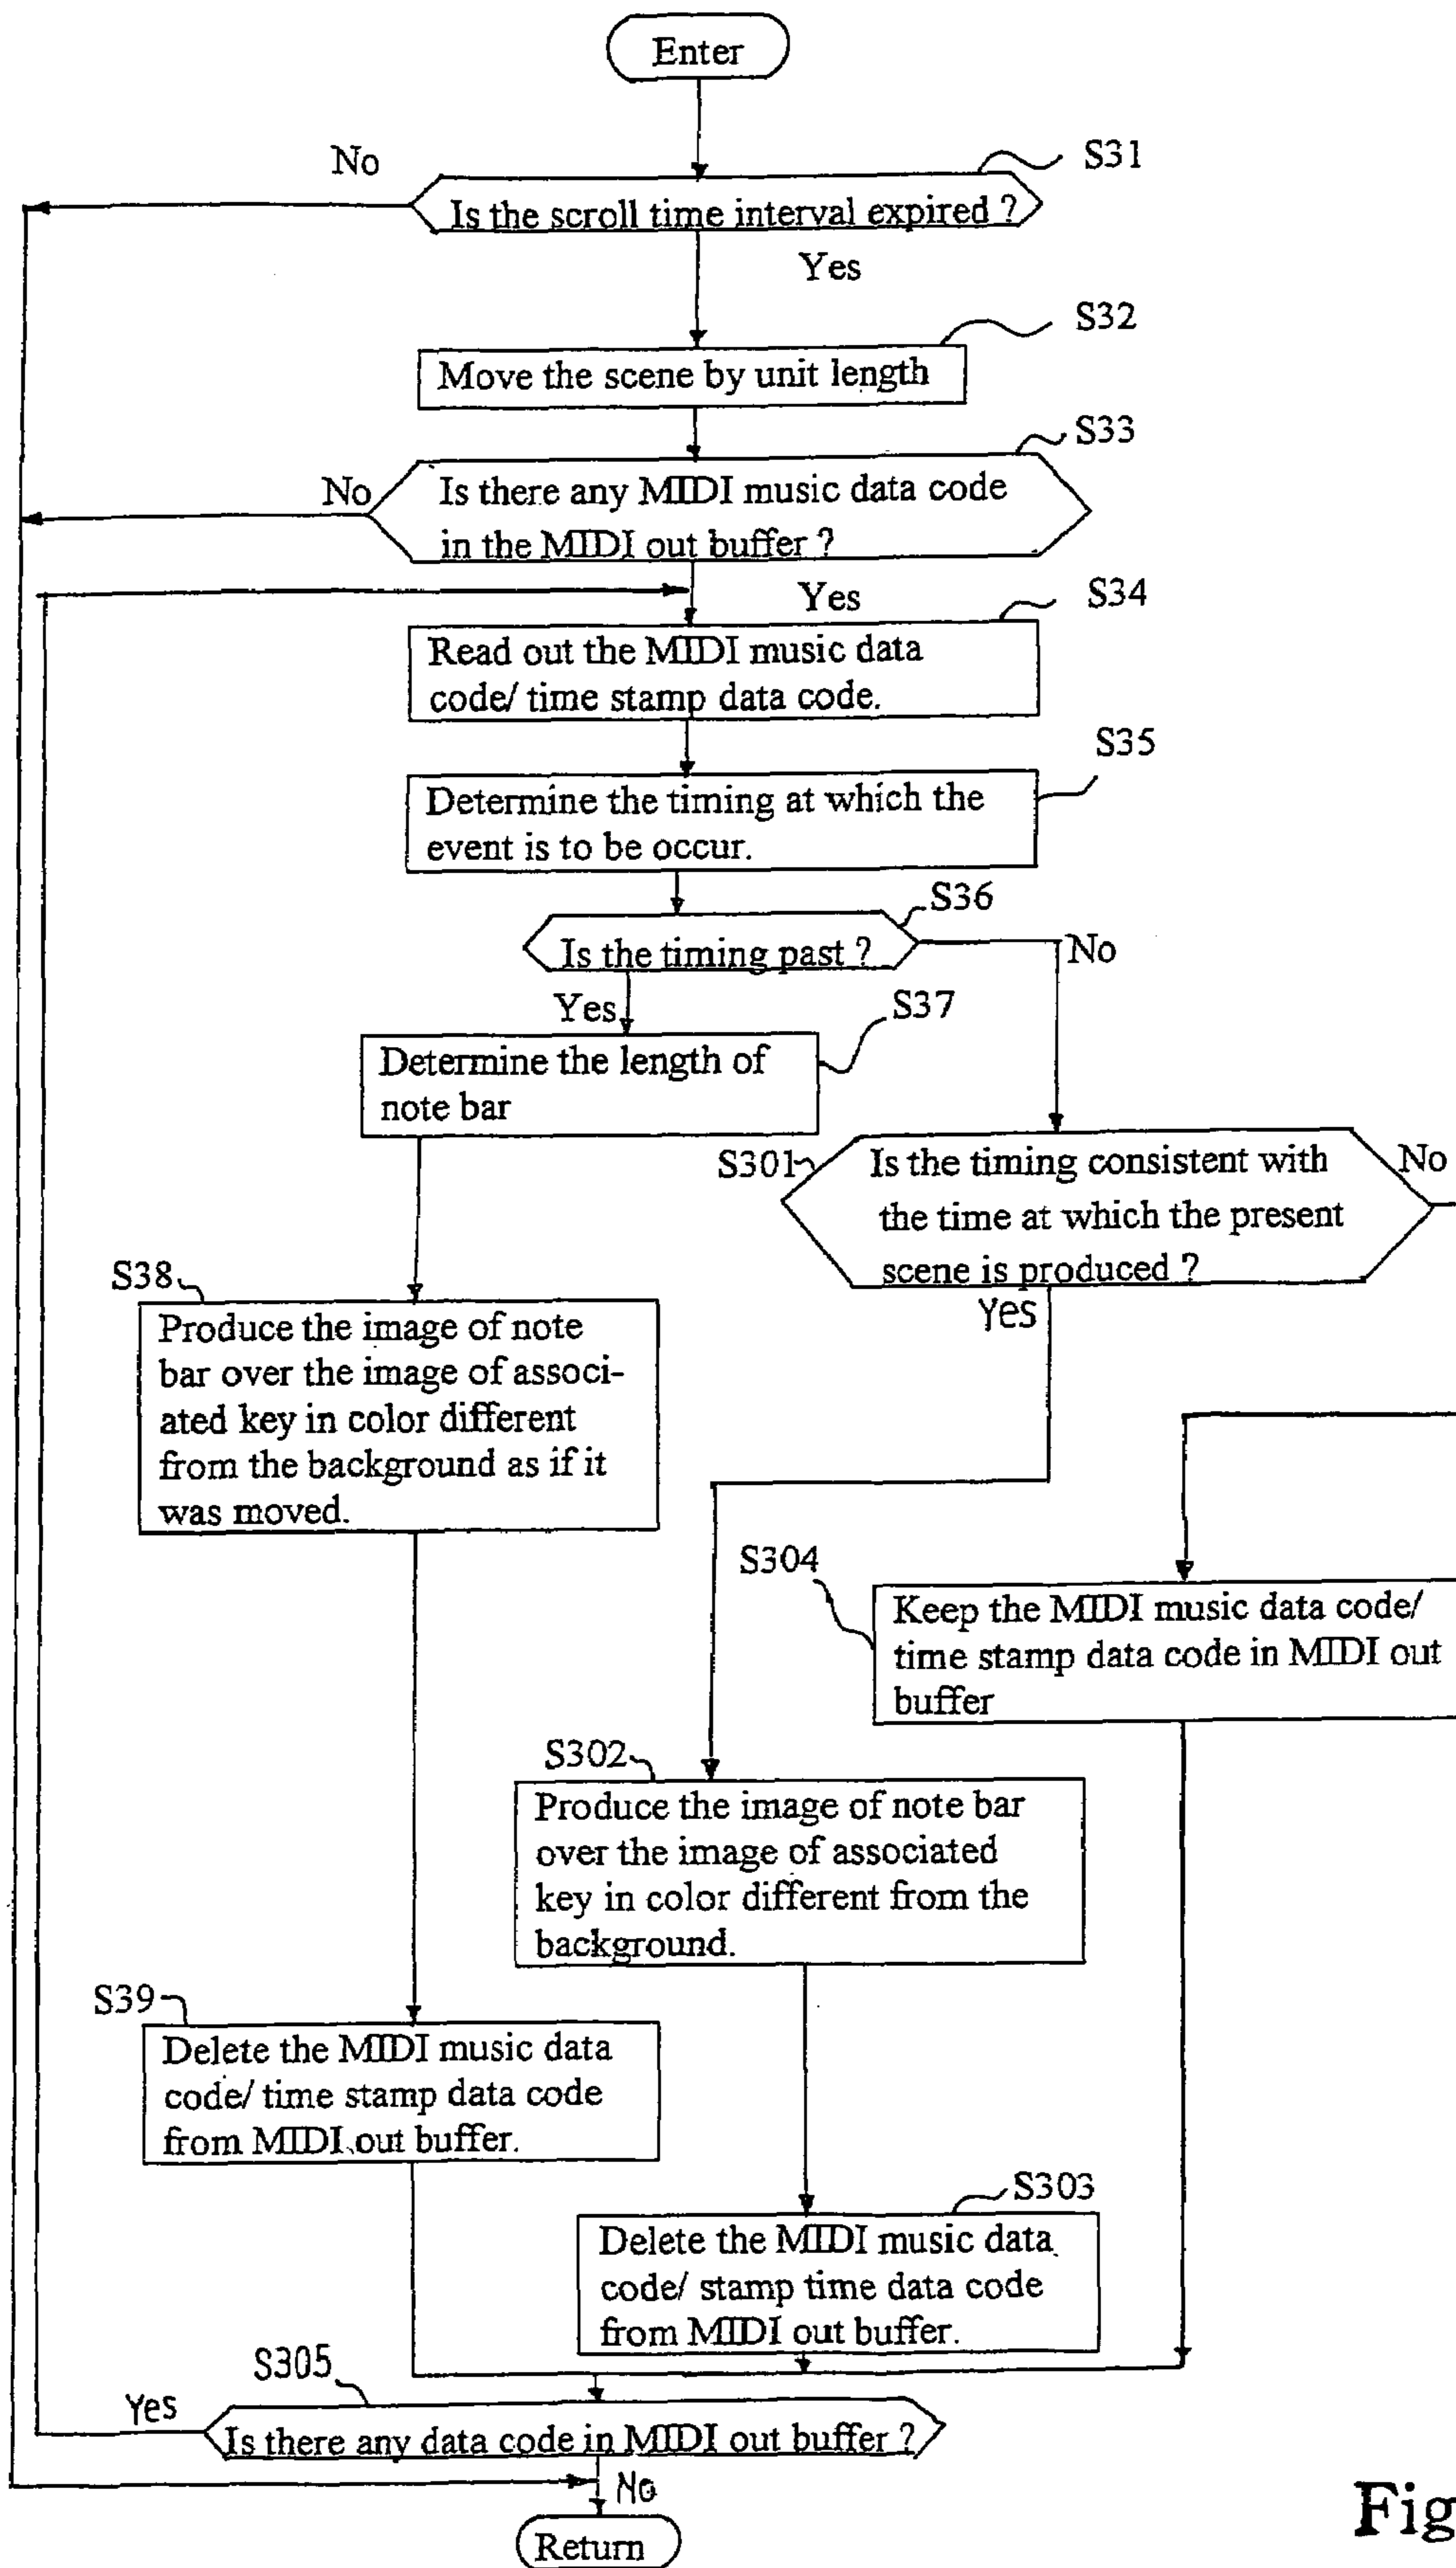 Enter
No
S31
Is the scroll time interval expired ?
Yes
S32
Move the scene by unit length
S33
No
Is there any MIDI music data code
in the MIDI out buffer ?
Yes
S34
Read out the MIDI music data
code/ time stamp data code.
S35
Determine the timing at which the
event is to be occur.
S36
Is the timing past ?
No
Yes
S37
Determine the length of
note bar
S301
Is the timing consistent with
the time at which the present
scene is produced ?
No
Yes
S38
Produce the image of note
bar over the image of associ-
ated key in color different
from the background as if it
was moved.
S304
Keep the MIDI music data code/
time stamp data code in MIDI out
buffer
S302
Produce the image of note bar
over the image of associated
key in color different from the
background.
S39
Delete the MIDI music data
code/ time stamp data code
from MIDI out buffer.
S303
Delete the MIDI music data
code/ stamp time data code
from MIDI out buffer.
S305
Yes
Is there any data code in MIDI out buffer ?
No
Return
Fig